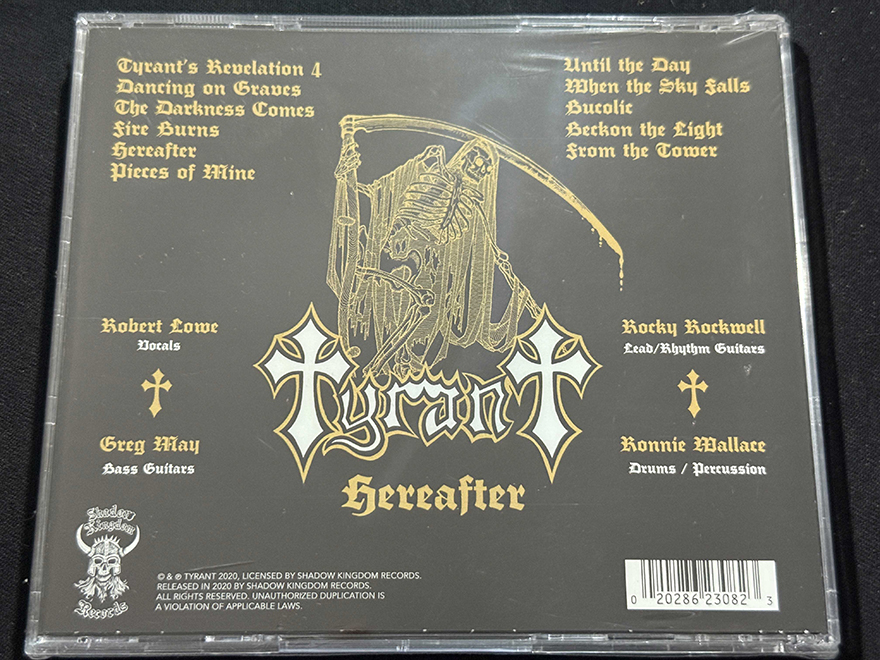 Tyrant's Revelation 4
Dancing on Graves
The Darkness Comes
Fire Burns
Hereafter
Pieces of Mine
Until the Day
When the Sky Falls
Bucolic
Beckon the Light
From the Tower
Robert Lowe
Vocals
Greg May
Bass Guitars
Rocky Rockwell
Lead/Rhythm Guitars
Ronnie Wallace
Drums / Percussion
Tyrant
Hereafter
Shadow
Kingdom
Records
© & ℗ TYRANT 2020, LICENSED BY SHADOW KINGDOM RECORDS.
RELEASED IN 2020 BY SHADOW KINGDOM RECORDS.
ALL RIGHTS RESERVED. UNAUTHORIZED DUPLICATION IS
A VIOLATION OF APPLICABLE LAWS.
0 20286 23082 3